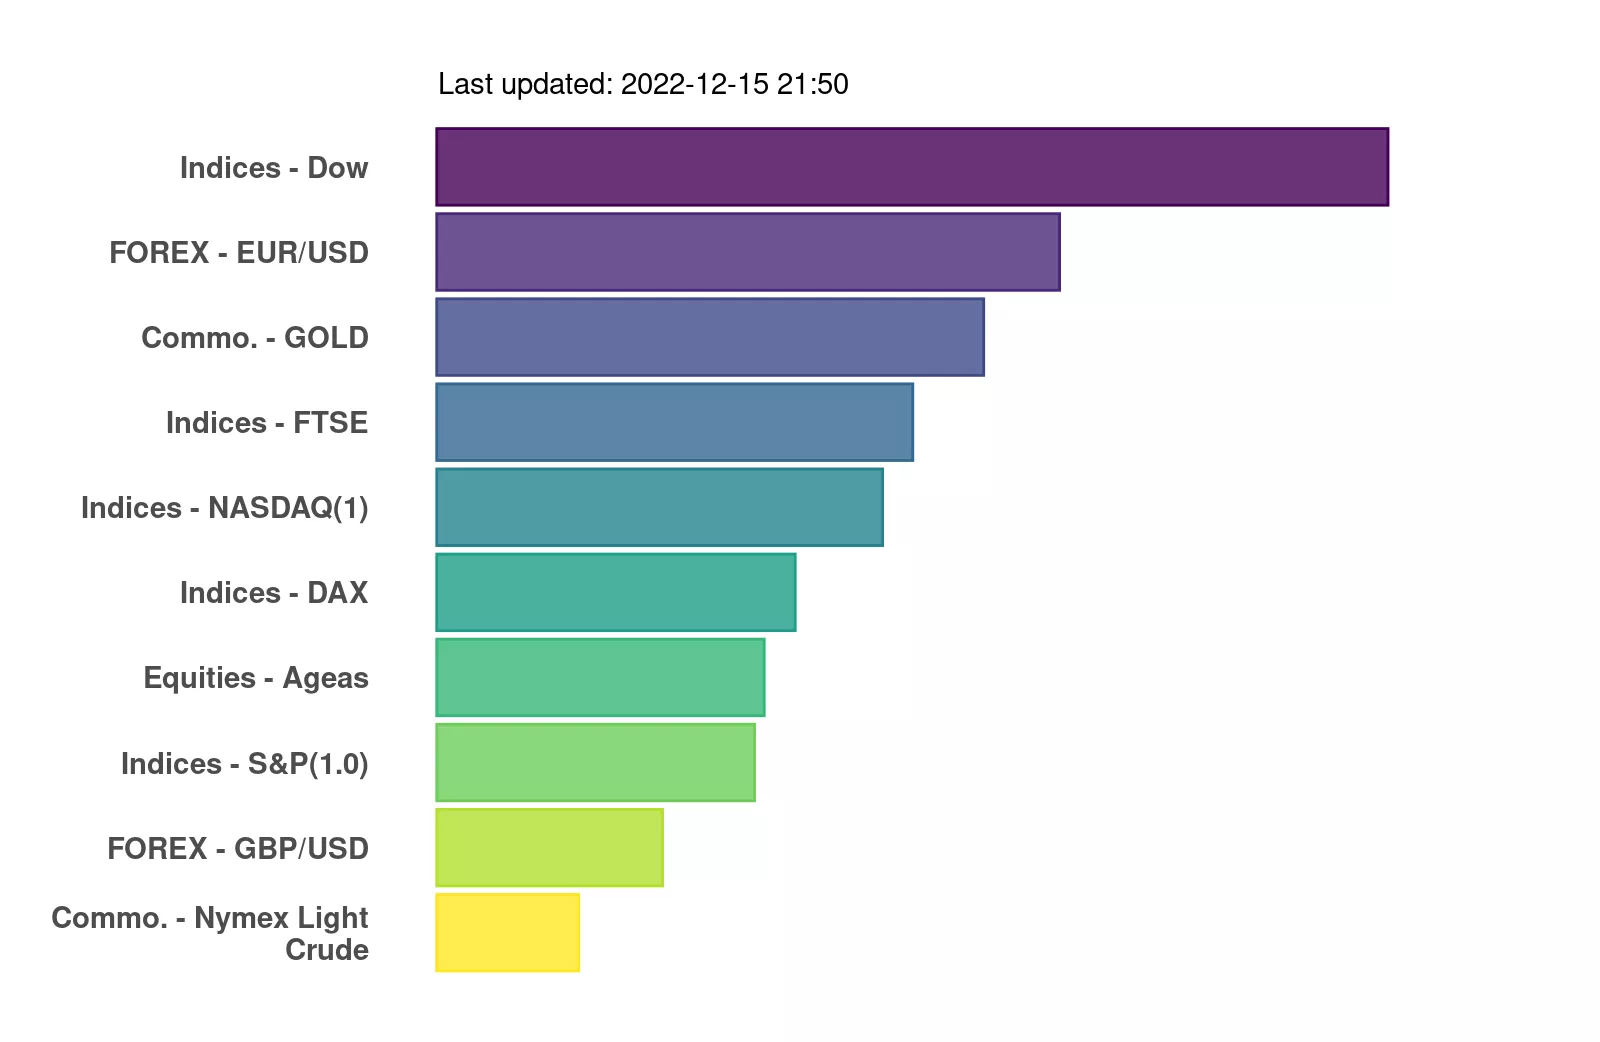 Last updated: 2022-12-15 21:50
Indices - Dow
FOREX - EUR/USD
Commo. - GOLD
Indices - FTSE
Indices - NASDAQ(1)
Indices - DAX
Equities - Ageas
Indices - S&P(1.0)
FOREX - GBP/USD
Commo. - Nymex Light
Crude